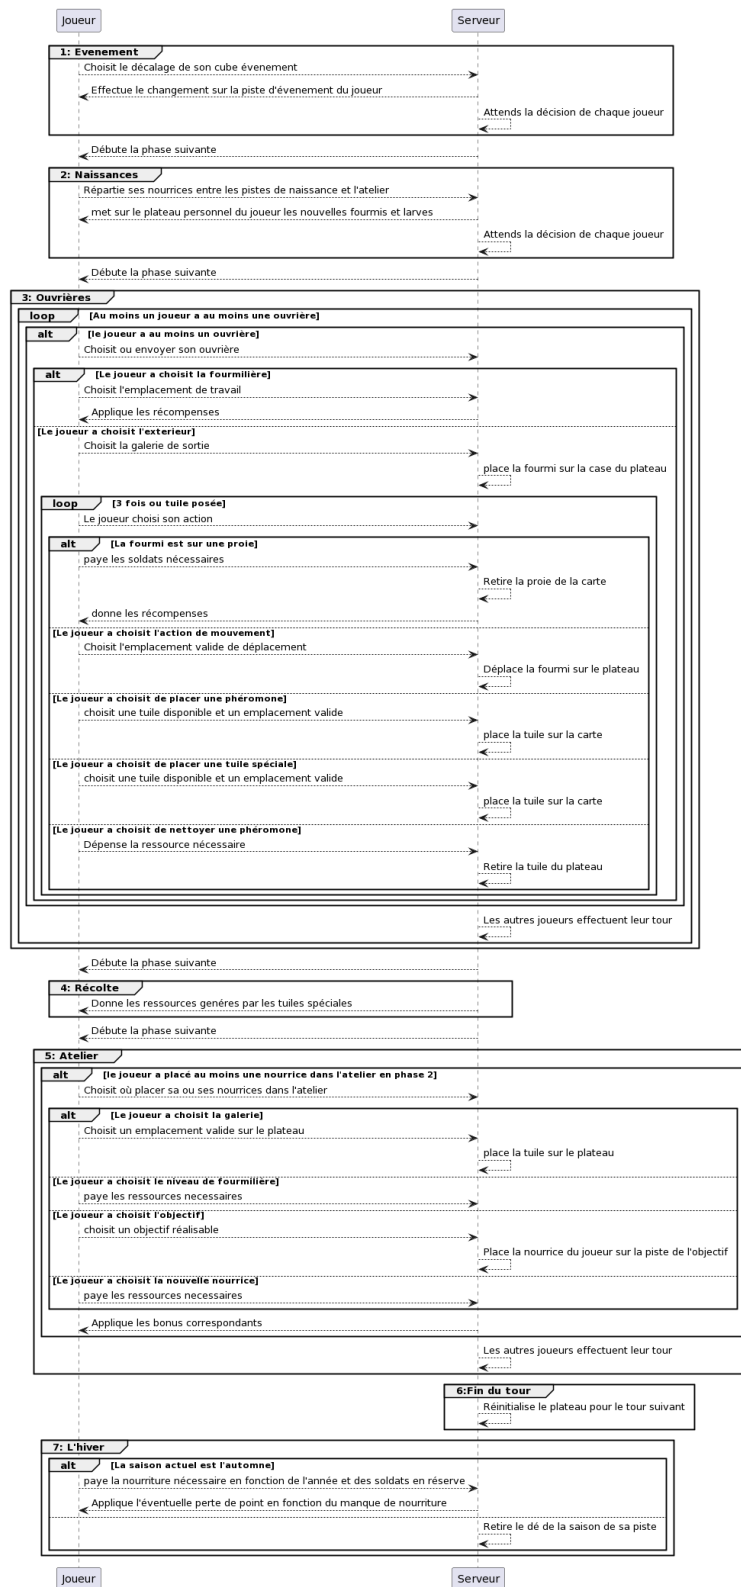 Joueur Serveur
1: Evenement
Choisit le décalage de son cube évenement
Effectue le changement sur la piste d'évenement du joueur
Attends la décision de chaque joueur
Débute la phase suivante
2: Naissances
Répartie ses nourrices entre les pistes de naissance et l'atelier
met sur le plateau personnel du joueur les nouvelles fourmis et larves
Attends la décision de chaque joueur
Débute la phase suivante
3: Ouvrières
loop [Au moins un joueur a au moins une ouvrière]
alt [le joueur a au moins un ouvrière]
Choisit ou envoyer son ouvrière
alt [Le joueur a choisit la fourmilière]
Choisit l'emplacement de travail
Applique les récompenses
[Le joueur a choisit l'exterieur]
Choisit la galerie de sortie
place la fourmi sur la case du plateau
loop [3 fois ou tuile posée]
Le joueur choisi son action
alt [La fourmi est sur une proie]
paye les soldats nécessaires
Retire la proie de la carte
donne les récompenses
[Le joueur a choisit l'action de mouvement]
Choisit l'emplacement valide de déplacement
Déplace la fourmi sur le plateau
[Le joueur a choisit de placer une phéromone]
choisit une tuile disponible et un emplacement valide
place la tuile sur la carte
[Le joueur a choisit de placer une tuile spéciale]
choisit une tuile disponible et un emplacement valide
place la tuile sur la carte
[Le joueur a choisit de nettoyer une phéromone]
Dépense la ressource nécessaire
Retire la tuile du plateau
Les autres joueurs effectuent leur tour
Débute la phase suivante
4: Récolte
Donne les ressources genéres par les tuiles spéciales
Débute la phase suivante
5: Atelier
alt [le joueur a placé au moins une nourrice dans l'atelier en phase 2]
Choisit où placer sa ou ses nourrices dans l'atelier
alt [Le joueur a choisit la galerie]
Choisit un emplacement valide sur le plateau
place la tuile sur le plateau
[Le joueur a choisit le niveau de fourmilière]
paye les ressources necessaires
[Le joueur a choisit l'objectif]
choisit un objectif réalisable
Place la nourrice du joueur sur la piste de l'objectif
[Le joueur a choisit la nouvelle nourrice]
paye les ressources necessaires
Applique les bonus correspondants
Les autres joueurs effectuent leur tour
6:Fin du tour
Réinitialise le plateau pour le tour suivant
7: L'hiver
alt [La saison actuel est l'automne]
paye la nourriture nécessaire en fonction de l'année et des soldats en réserve
Applique l'éventuelle perte de point en fonction du manque de nourriture
Retire le dé de la saison de sa piste
Joueur Serveur